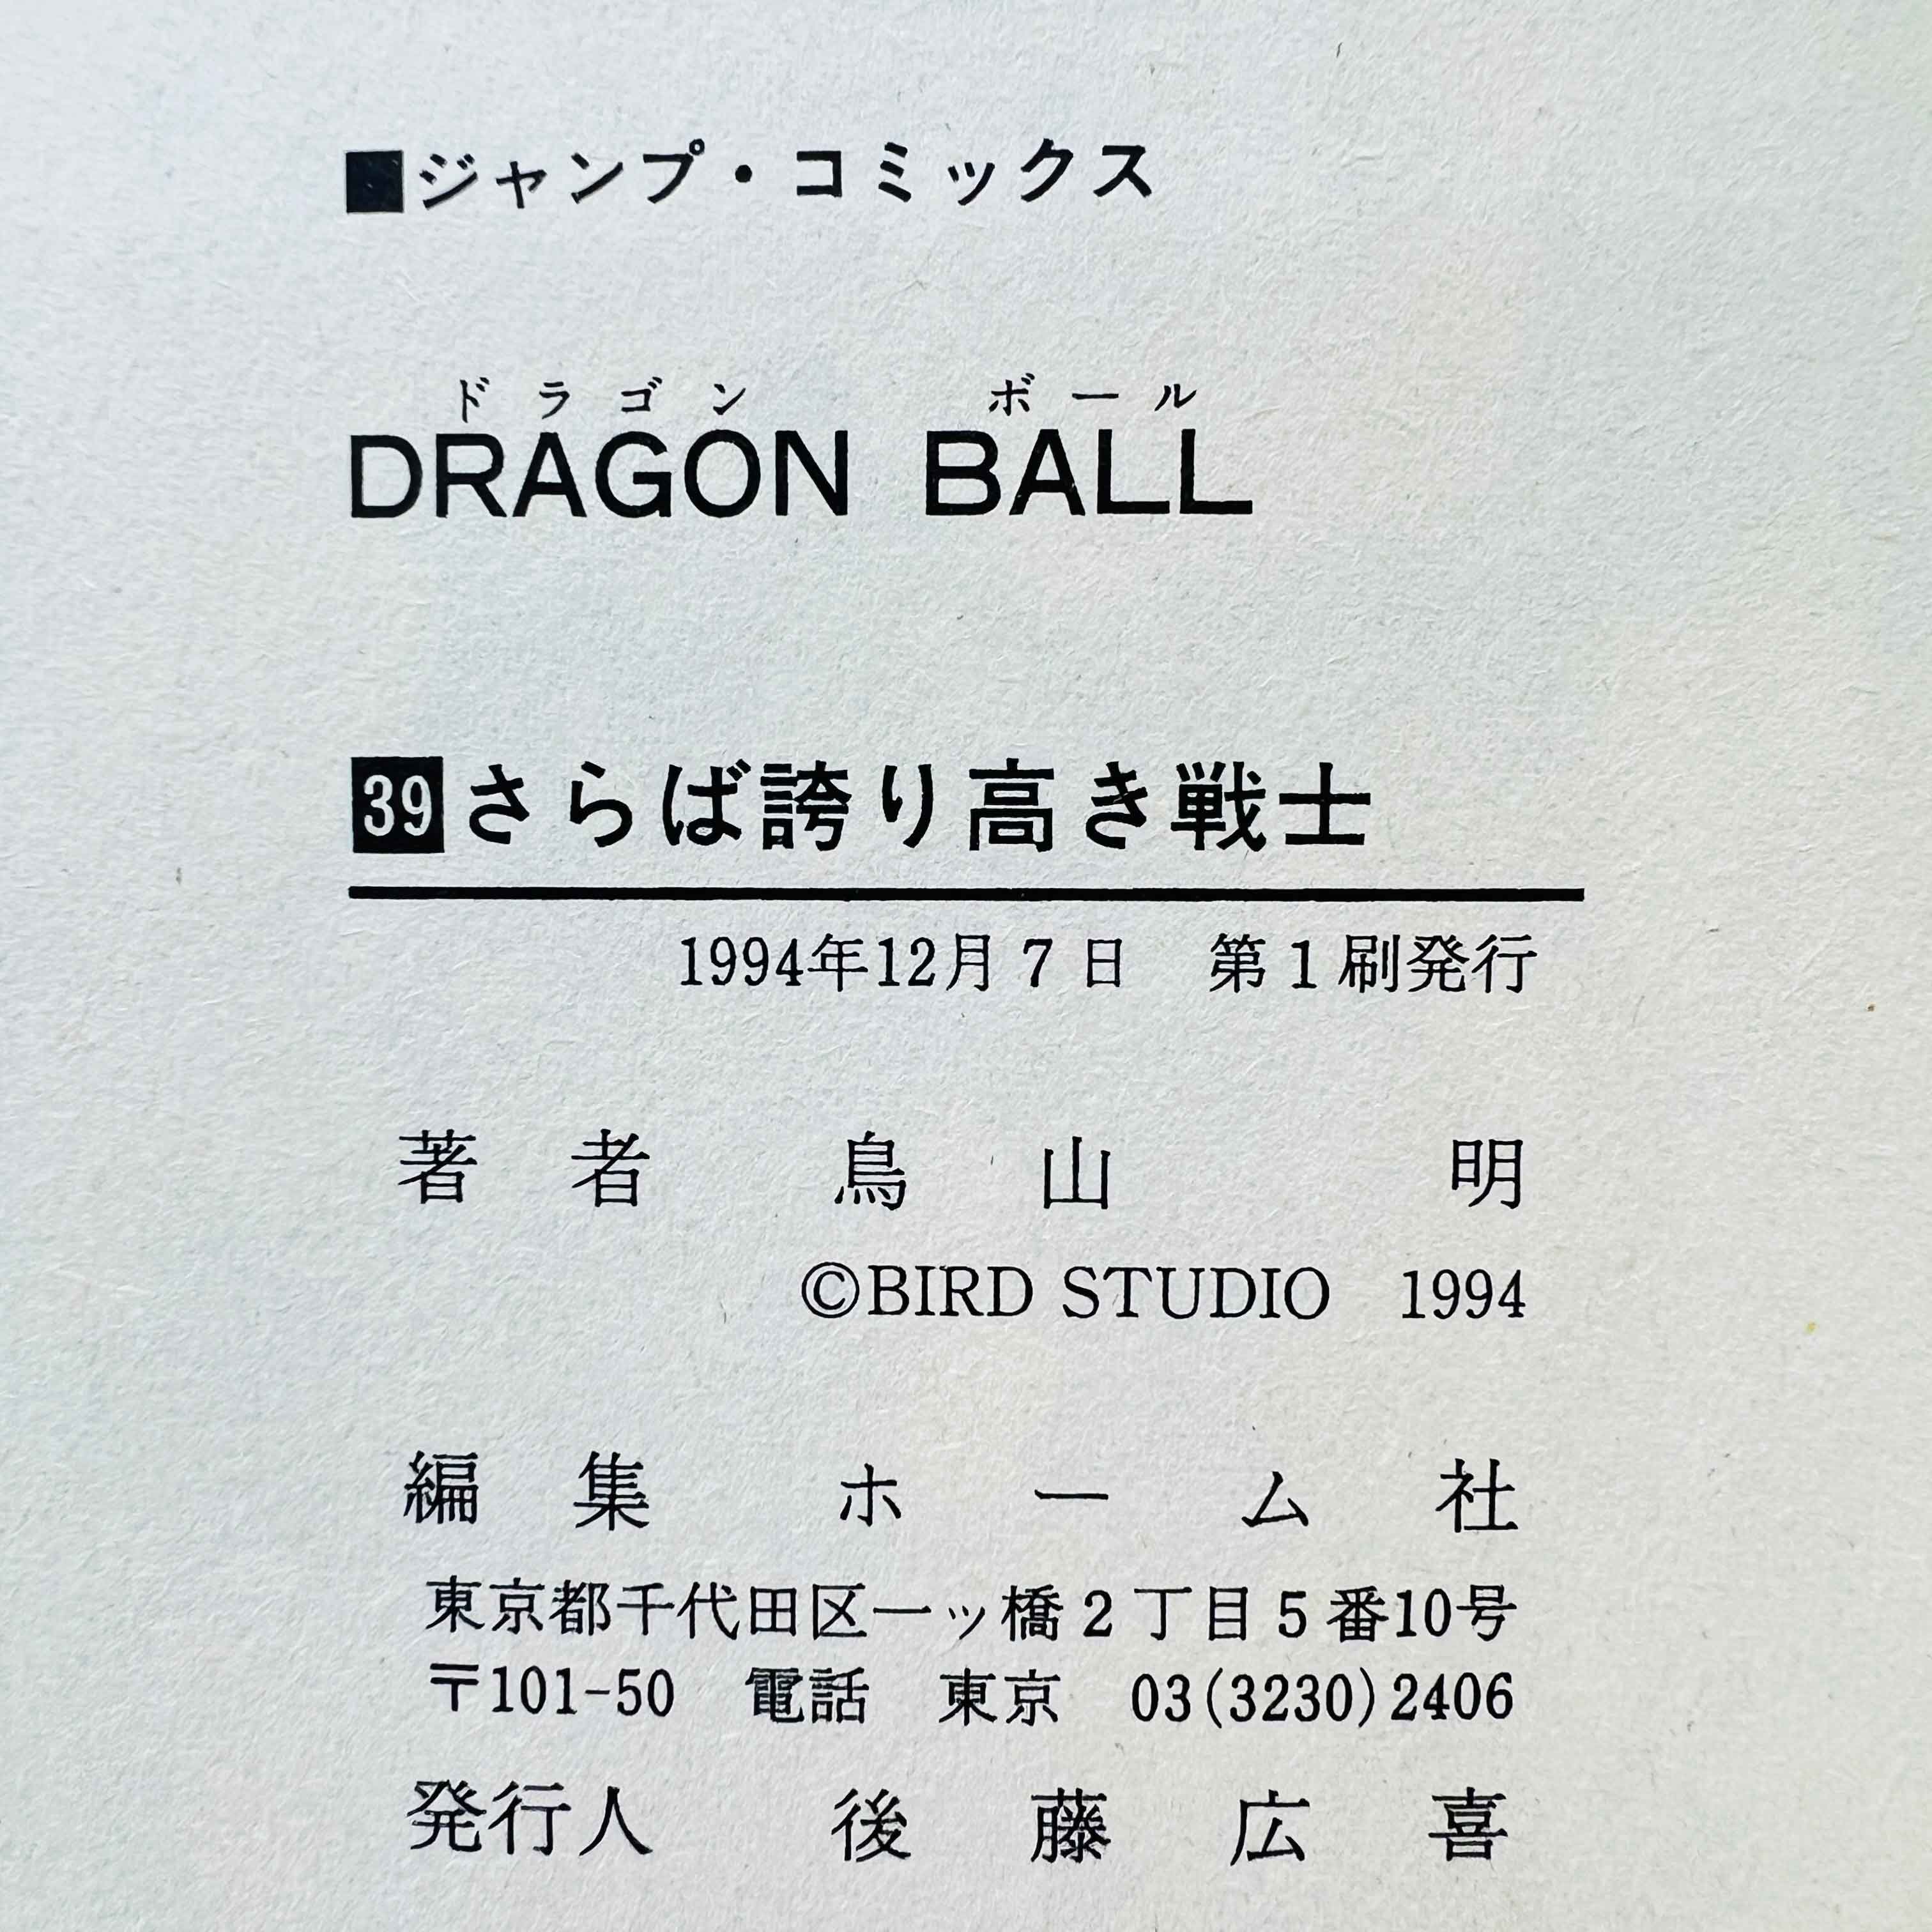 ■ジャンプ・コミックス
ドラゴン ボール
DRAGON BALL
39 さらば誇り高き戦士
1994年12月7日 第1刷発行
著者 鳥山明
©BIRD STUDIO 1994
編集 ホーム社
東京都千代田区一ッ橋2丁目5番10号
〒101-50 電話 東京 03(3230)2406
発行人 後藤広喜